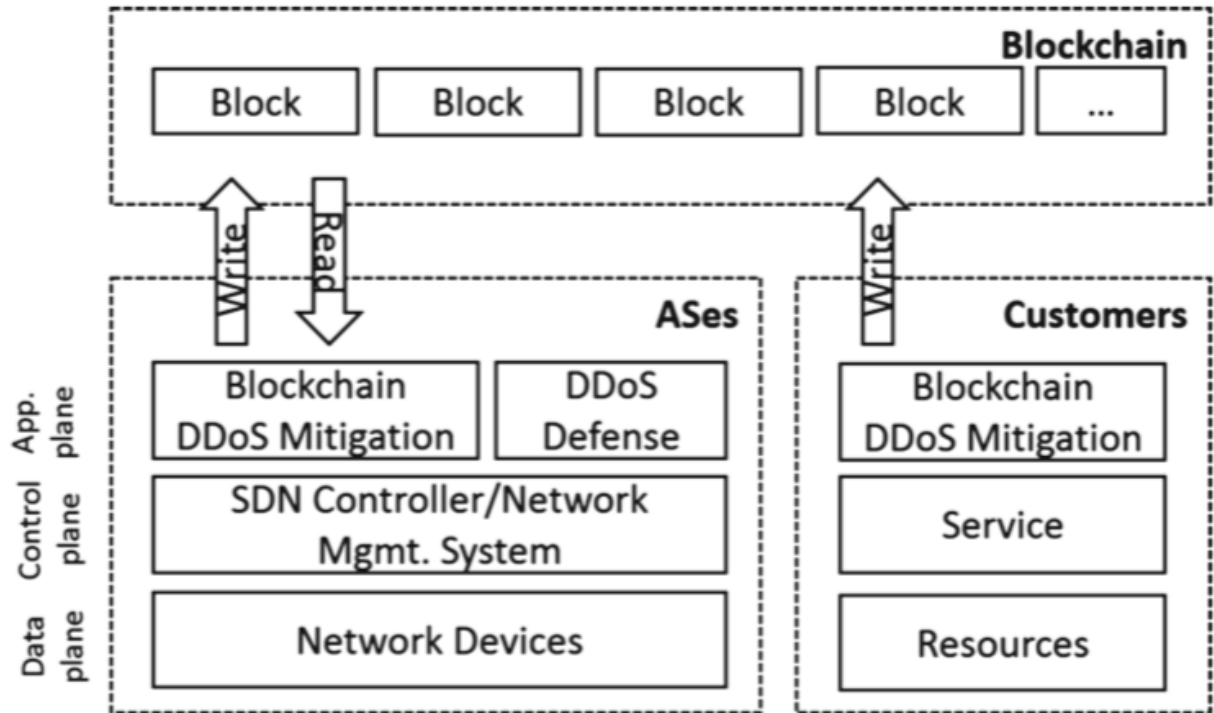 Blockchain
Block
Block
Block
Block
...
Write
Read
Write
ASes
Customers
App.
plane
Blockchain
DDoS Mitigation
DDoS
Defense
Blockchain
DDoS Mitigation
Control
plane
SDN Controller/Network
Mgmt. System
Service
Data
plane
Network Devices
Resources